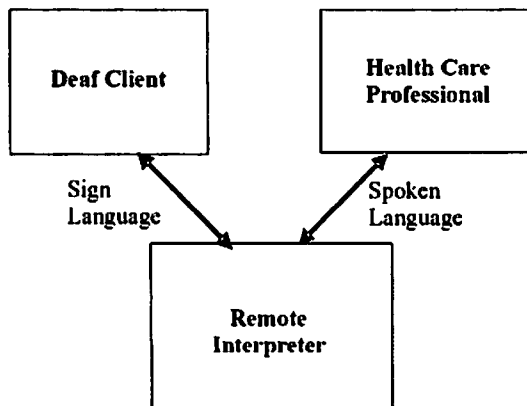 Deaf Client
Health Care
Professional
Sign
Language
Spoken
Language
Remote
Interpreter